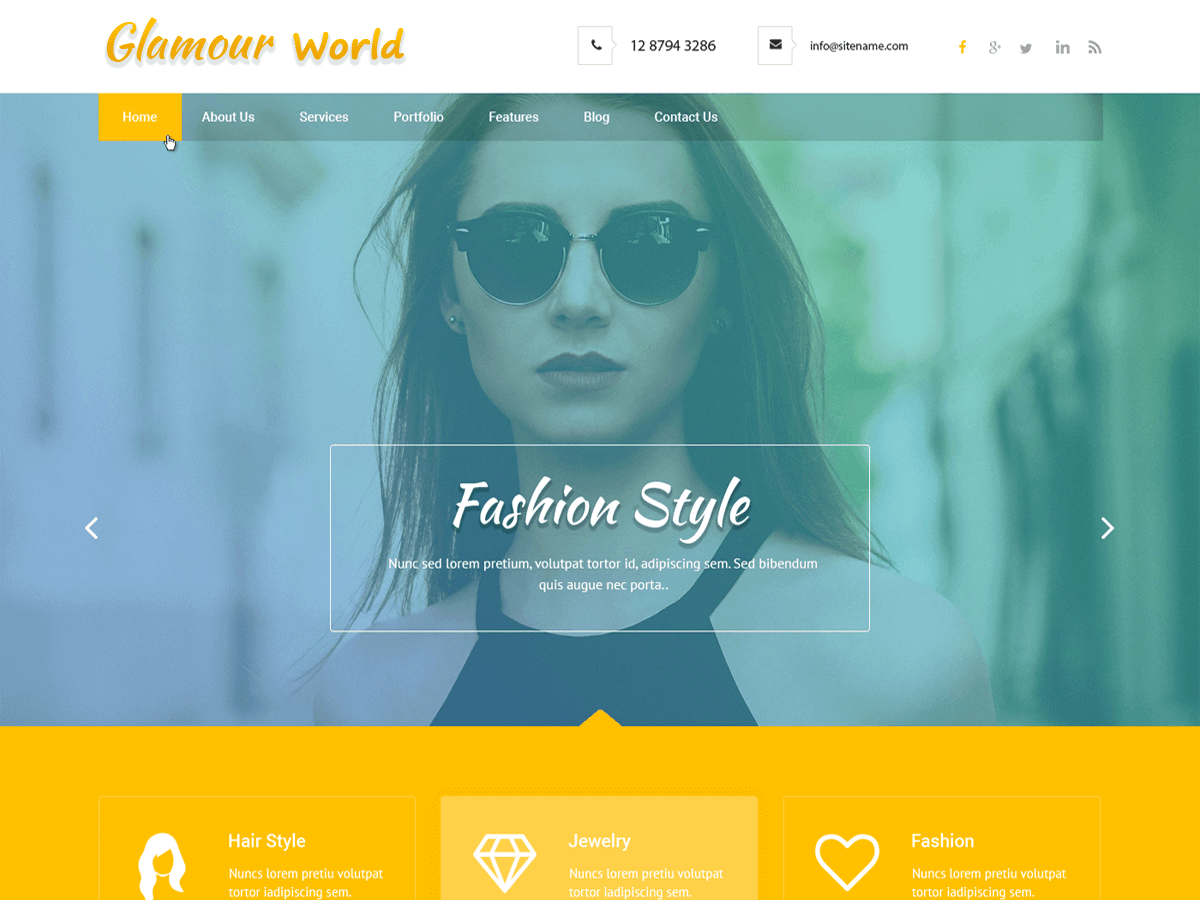 Glamour World
12 8794 3286
info@sitename.com
Home About Us Services Portfolio Features Blog Contact Us
Fashion Style
Nunc sed lorem pretium, volutpat tortor id, adipiscing sem. Sed bibendum
quis augue nec porta..
Hair Style
Nuncs lorem pretiu volutpat
tortor iadipiscing sem.
Jewelry
Nuncs lorem pretiu volutpat
tortor iadipiscing sem.
Fashion
Nuncs lorem pretiu volutpat
tortor iadipiscing sem.